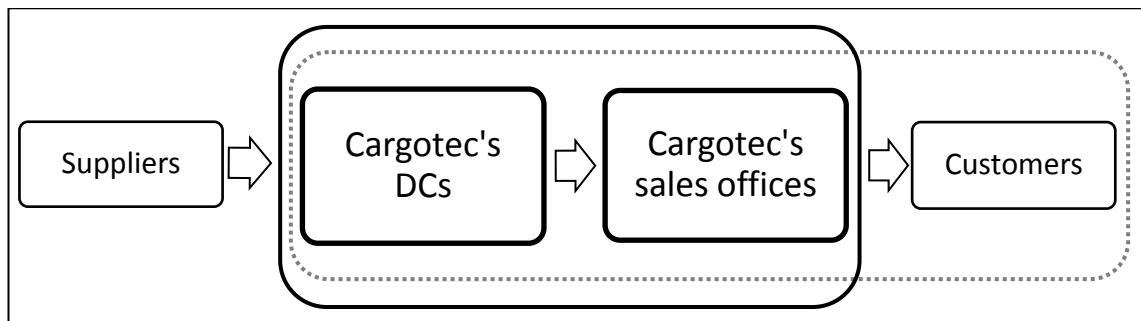 Suppliers
Cargotec's
DCs
Cargotec's
sales offices
Customers